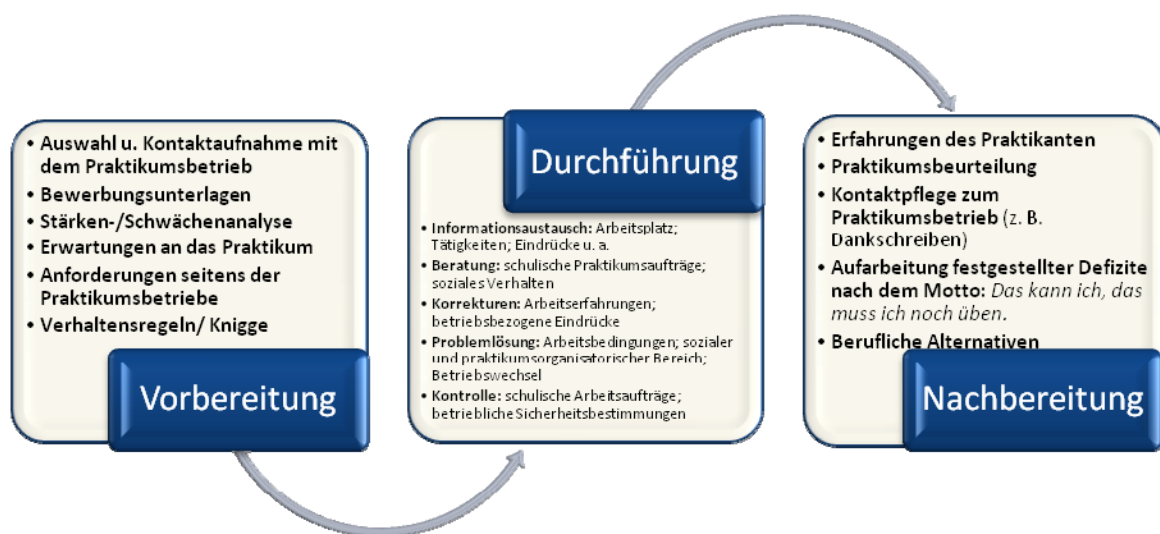 • Auswahl u. Kontaktaufnahme mit
dem Praktikumsbetrieb
• Bewerbungsunterlagen
• Stärken-/Schwächenanalyse
• Erwartungen an das Praktikum
• Anforderungen seitens der
Praktikumsbetriebe
• Verhaltensregeln/ Knigge
Vorbereitung
Durchführung
• Informationsaustausch: Arbeitsplatz;
Tätigkeiten; Eindrücke u. a.
• Beratung: schulische Praktikumsaufträge;
soziales Verhalten
• Korrekturen: Arbeitserfahrungen;
betriebsbezogene Eindrücke
• Problemlösung: Arbeitsbedingungen; sozialer
und praktikumsorganisatorischer Bereich;
Betriebswechsel
• Kontrolle: schulische Arbeitsaufträge;
betriebliche Sicherheitsbestimmungen
• Erfahrungen des Praktikanten
• Praktikumsbeurteilung
• Kontaktpflege zum
Praktikumsbetrieb (z. B.
Dankschreiben)
• Aufarbeitung festgestellter Defizite
nach dem Motto: Das kann ich, das
muss ich noch üben.
• Berufliche Alternativen
Nachbereitung